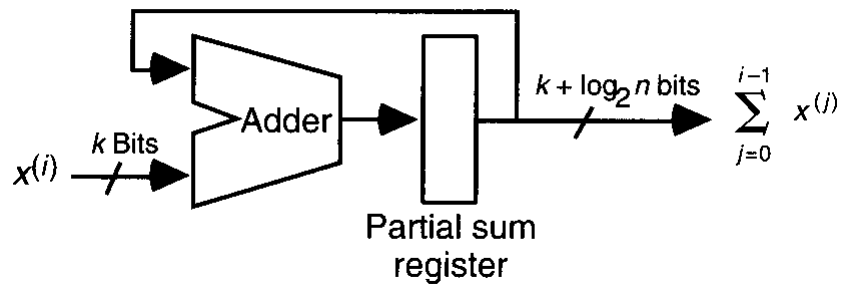 k + log₂ n bits
i−1
∑ x⁽ʲ⁾
j=0
Adder
k Bits
x⁽ⁱ⁾
Partial sum
register